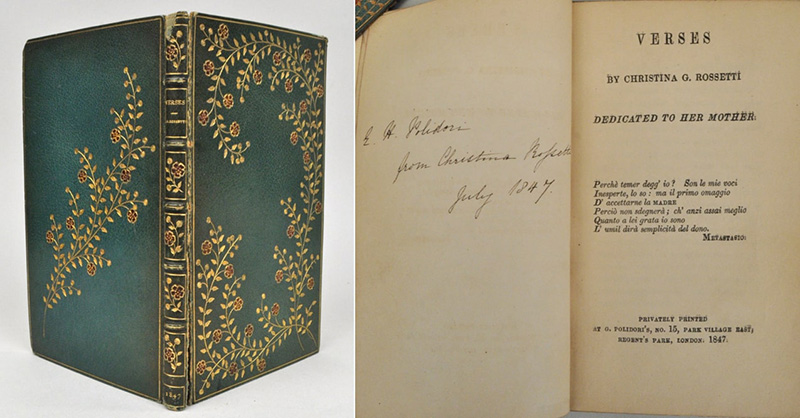 VERSES
ROSSETTI
1847
E. H. Polidori
from Christina Rossetti
July 1847.
VERSES
BY CHRISTINA G. ROSSETTI
DEDICATED TO HER MOTHER.
Perchè temer degg' io? Son le mie voci
Inesperte, lo so: ma il primo omaggio
D' accettarne la MADRE
Perciò non sdegnerà; ch' anzi assai meglio
Quanto a lei grata io sono
L' umil dirà semplicità del dono.
METASTASIO.
PRIVATELY PRINTED
AT G. POLIDORI'S, NO. 15, PARK VILLAGE EAST,
REGENT'S PARK, LONDON. 1847.